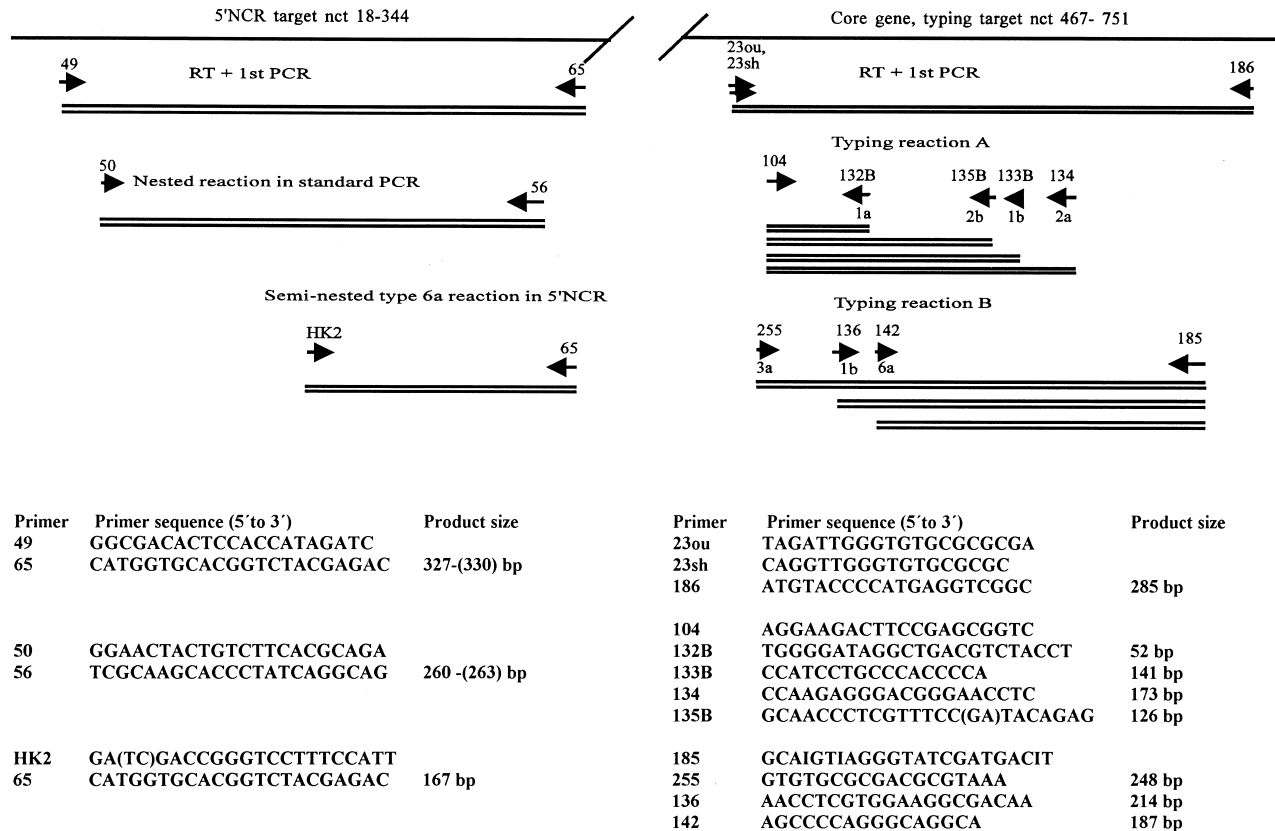 5'NCR target nct 18-344
49
RT + 1st PCR
65
50
Nested reaction in standard PCR
56
Semi-nested type 6a reaction in 5'NCR
HK2
65
Core gene, typing target nct 467- 751
23ou,
23sh
RT + 1st PCR
186
Typing reaction A
104
132B
135B 133B 134
1a
2b 1b 2a
Typing reaction B
255 136 142
185
3a 1b 6a
Primer Primer sequence (5´to 3´) Product size
49 GGCGACACTCCACCATAGATC
65 CATGGTGCACGGTCTACGAGAC 327-(330) bp
50 GGAACTACTGTCTTCACGCAGA
56 TCGCAAGCACCCTATCAGGCAG 260 -(263) bp
HK2 GA(TC)GACCGGGTCCTTTCCATT
65 CATGGTGCACGGTCTACGAGAC 167 bp
Primer Primer sequence (5´to 3´) Product size
23ou TAGATTGGGTGTGCGCGCGA
23sh CAGGTTGGGTGTGCGCGC
186 ATGTACCCCATGAGGTCGGC 285 bp
104 AGGAAGACTTCCGAGCGGTC
132B TGGGGATAGGCTGACGTCTACCT 52 bp
133B CCATCCTGCCCACCCCA 141 bp
134 CCAAGAGGGACGGGAACCTC 173 bp
135B GCAACCCTCGTTTCC(GA)TACAGAG 126 bp
185 GCAIGTIAGGGTATCGATGACIT
255 GTGTGCGCGACGCGTAAA 248 bp
136 AACCTCGTGGAAGGCGACAA 214 bp
142 AGCCCCAGGGCAGGCA 187 bp